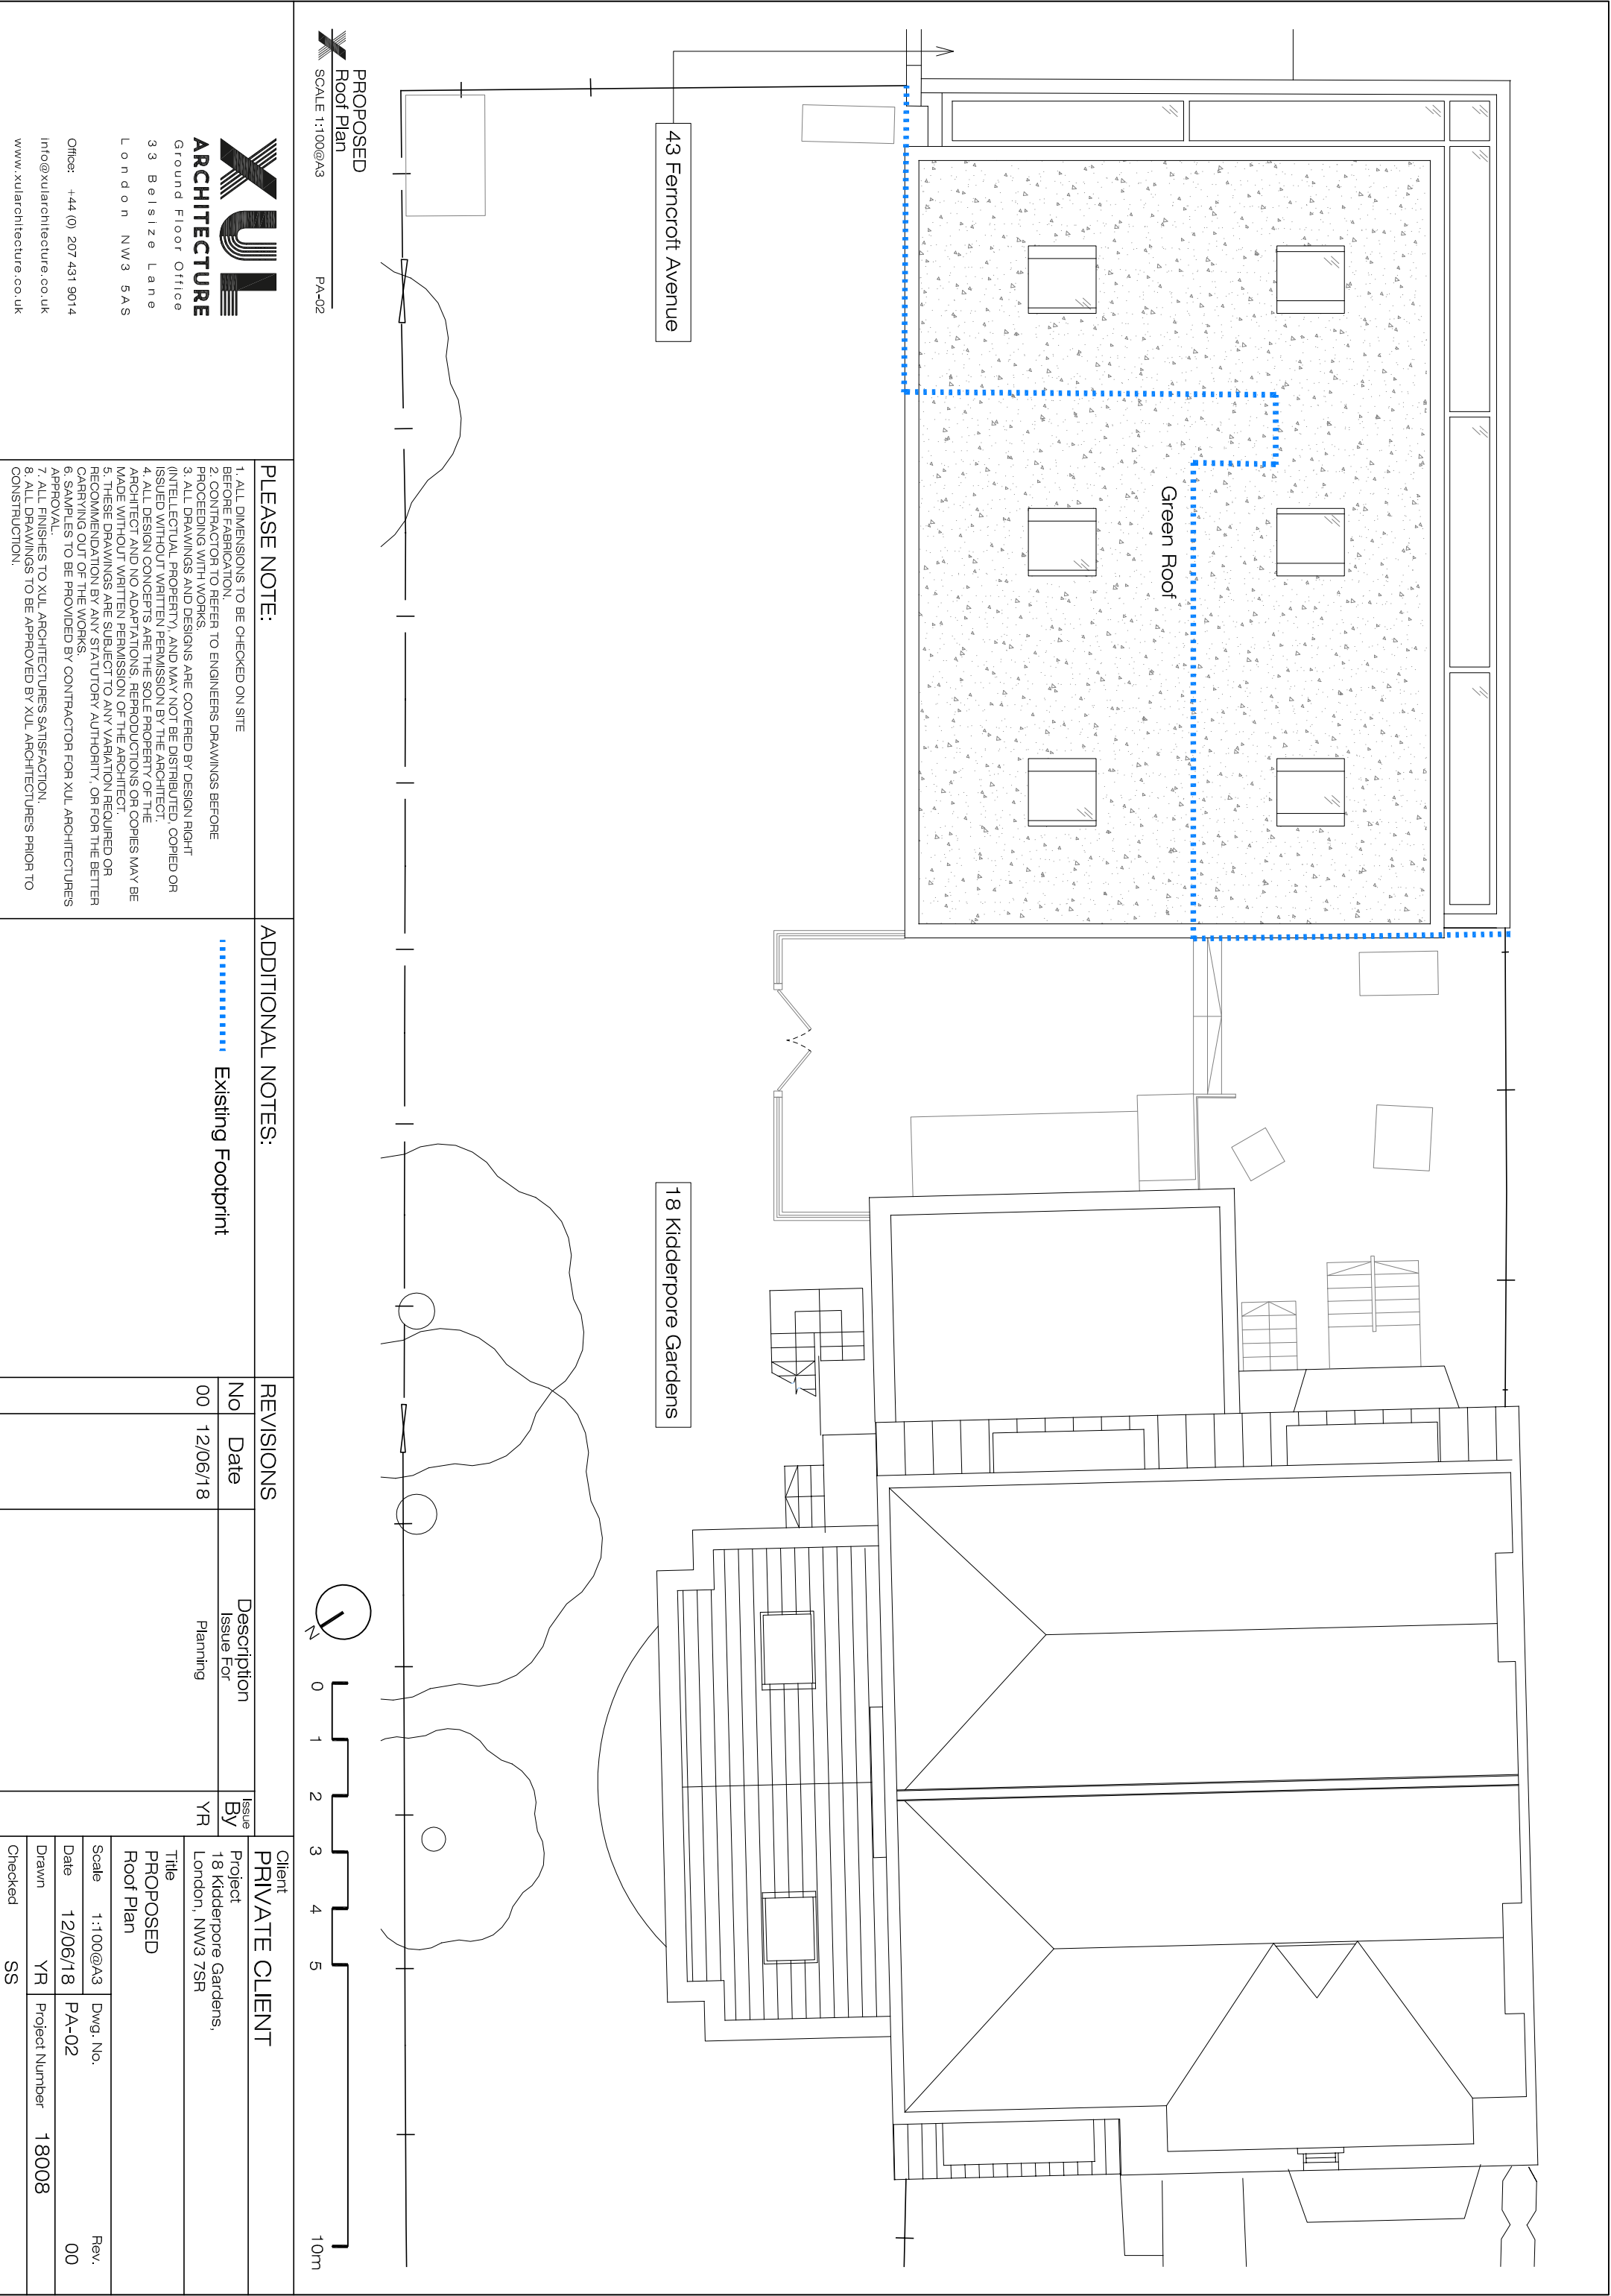 43 Ferncroft Avenue
Green Roof
18 Kidderpore Gardens
PROPOSED
Roof Plan
SCALE 1:100@A3
PA-02
N
0 1 2 3 4 5 10m
XUL
ARCHITECTURE
Ground Floor Office
33 Belsize Lane
London NW3 5AS
Office: +44 (0) 207 431 9014
info@xularchitecture.co.uk
www.xularchitecture.co.uk
PLEASE NOTE:
1. ALL DIMENSIONS TO BE CHECKED ON SITE
BEFORE FABRICATION.
2. CONTRACTOR TO REFER TO ENGINEERS DRAWINGS BEFORE
PROCEEDING WITH WORKS.
3. ALL DRAWINGS AND DESIGNS ARE COVERED BY DESIGN RIGHT
(INTELLECTUAL PROPERTY), AND MAY NOT BE DISTRIBUTED, COPIED OR
ISSUED WITHOUT WRITTEN PERMISSION BY THE ARCHITECT.
4. ALL DESIGN CONCEPTS ARE THE SOLE PROPERTY OF THE
ARCHITECT AND NO ADAPTATIONS, REPRODUCTIONS OR COPIES MAY BE
MADE WITHOUT WRITTEN PERMISSION OF THE ARCHITECT.
5. THESE DRAWINGS ARE SUBJECT TO ANY VARIATION REQUIRED OR
RECOMMENDATION BY ANY STATUTORY AUTHORITY, OR FOR THE BETTER
CARRYING OUT OF THE WORKS.
6. SAMPLES TO BE PROVIDED BY CONTRACTOR FOR XUL ARCHITECTURE'S
APPROVAL.
7. ALL FINISHES TO XUL ARCHITECTURE'S SATISFACTION.
8. ALL DRAWINGS TO BE APPROVED BY XUL ARCHITECTURE'S PRIOR TO
CONSTRUCTION.
ADDITIONAL NOTES:
Existing Footprint
REVISIONS
No Date Description Issue For Issue By
00 12/06/18 Planning YR
Client
PRIVATE CLIENT
Project
18 Kidderpore Gardens,
London, NW3 7SR
Title
PROPOSED
Roof Plan
Scale 1:100@A3 Dwg. No. Rev.
Date 12/06/18 PA-02 00
Drawn YR Project Number 18008
Checked SS